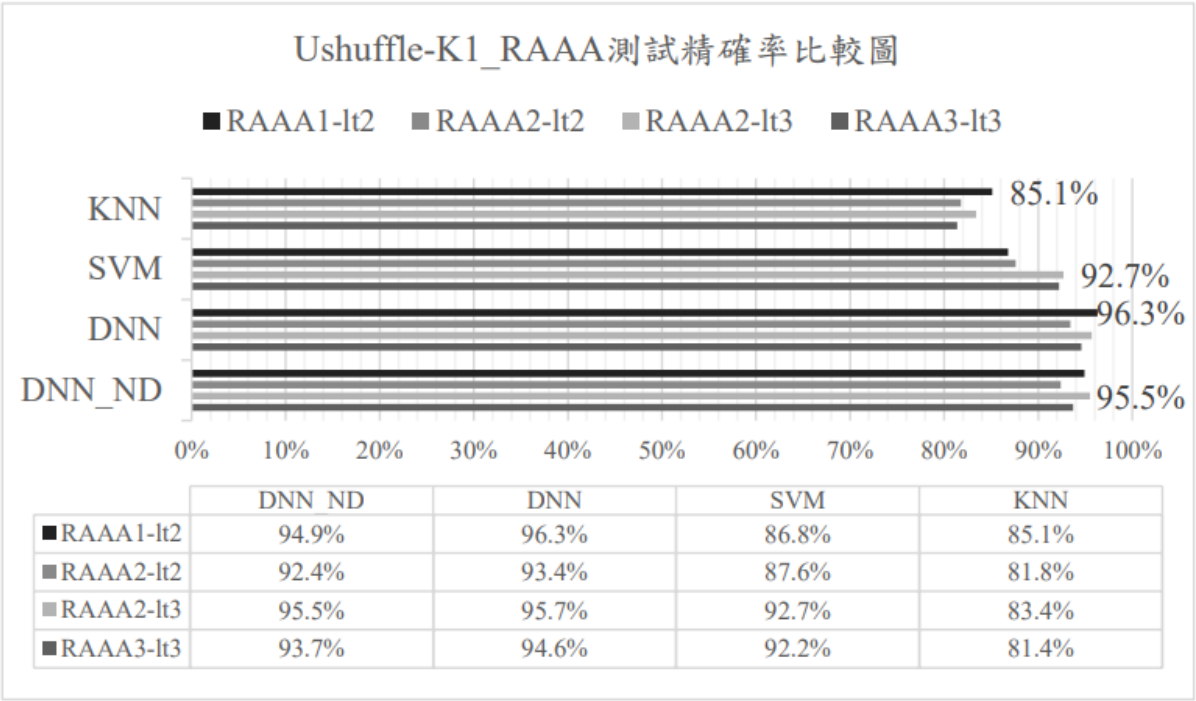 Ushuffle-K1_RAAA測試精確率比較圖
RAAA1-lt2 RAAA2-lt2 RAAA2-lt3 RAAA3-lt3
KNN 85.1%
SVM 92.7%
DNN 96.3%
DNN_ND 95.5%
0% 10% 20% 30% 40% 50% 60% 70% 80% 90% 100%
DNN_ND DNN SVM KNN
RAAA1-lt2 94.9% 96.3% 86.8% 85.1%
RAAA2-lt2 92.4% 93.4% 87.6% 81.8%
RAAA2-lt3 95.5% 95.7% 92.7% 83.4%
RAAA3-lt3 93.7% 94.6% 92.2% 81.4%